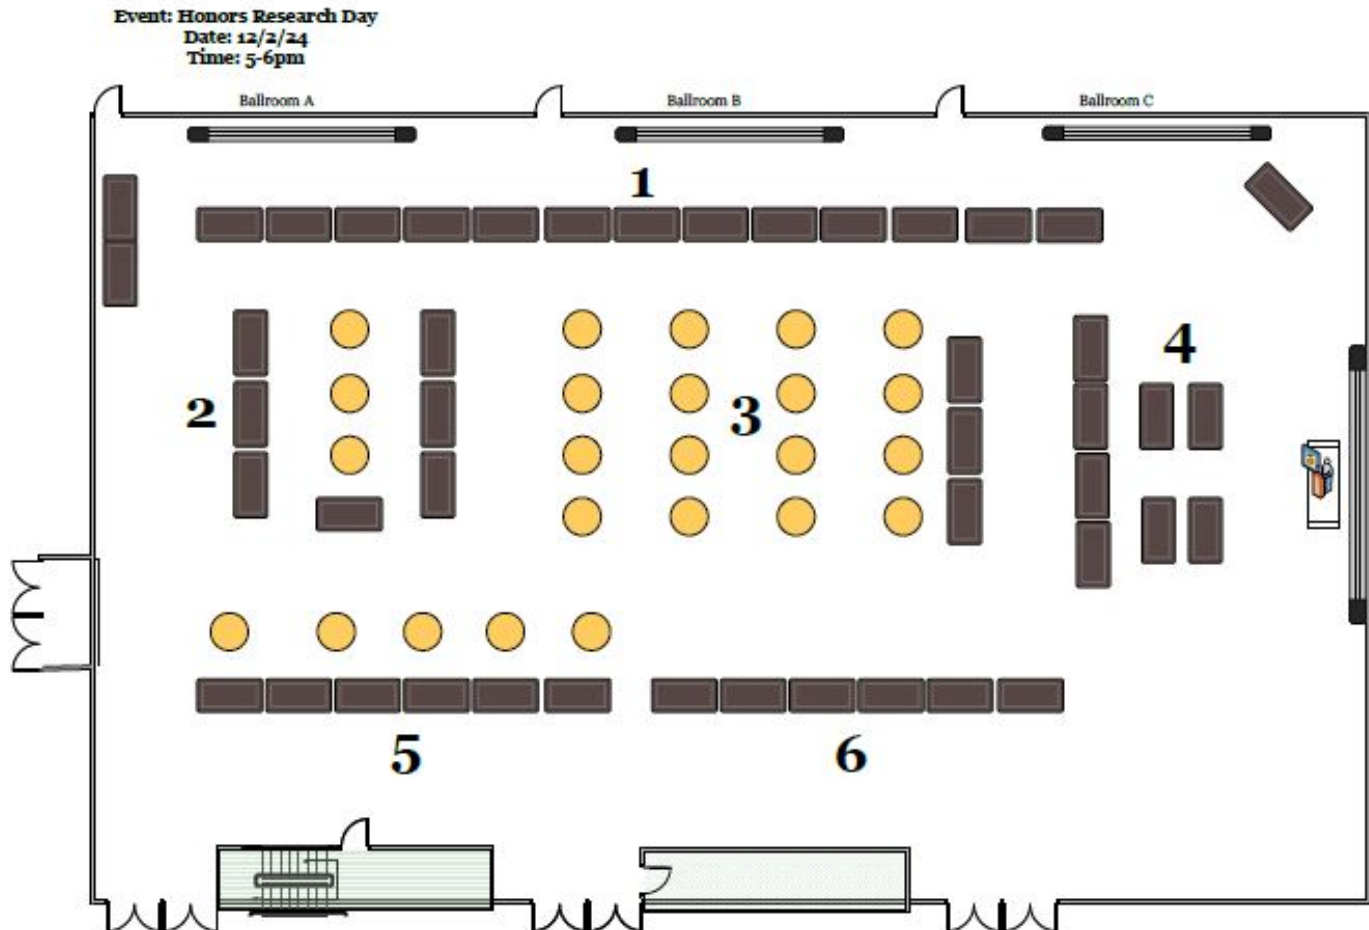 Event: Honors Research Day
Date: 12/2/24
Time: 5-6pm
Ballroom A
Ballroom B
Ballroom C
1
2
3
4
5
6